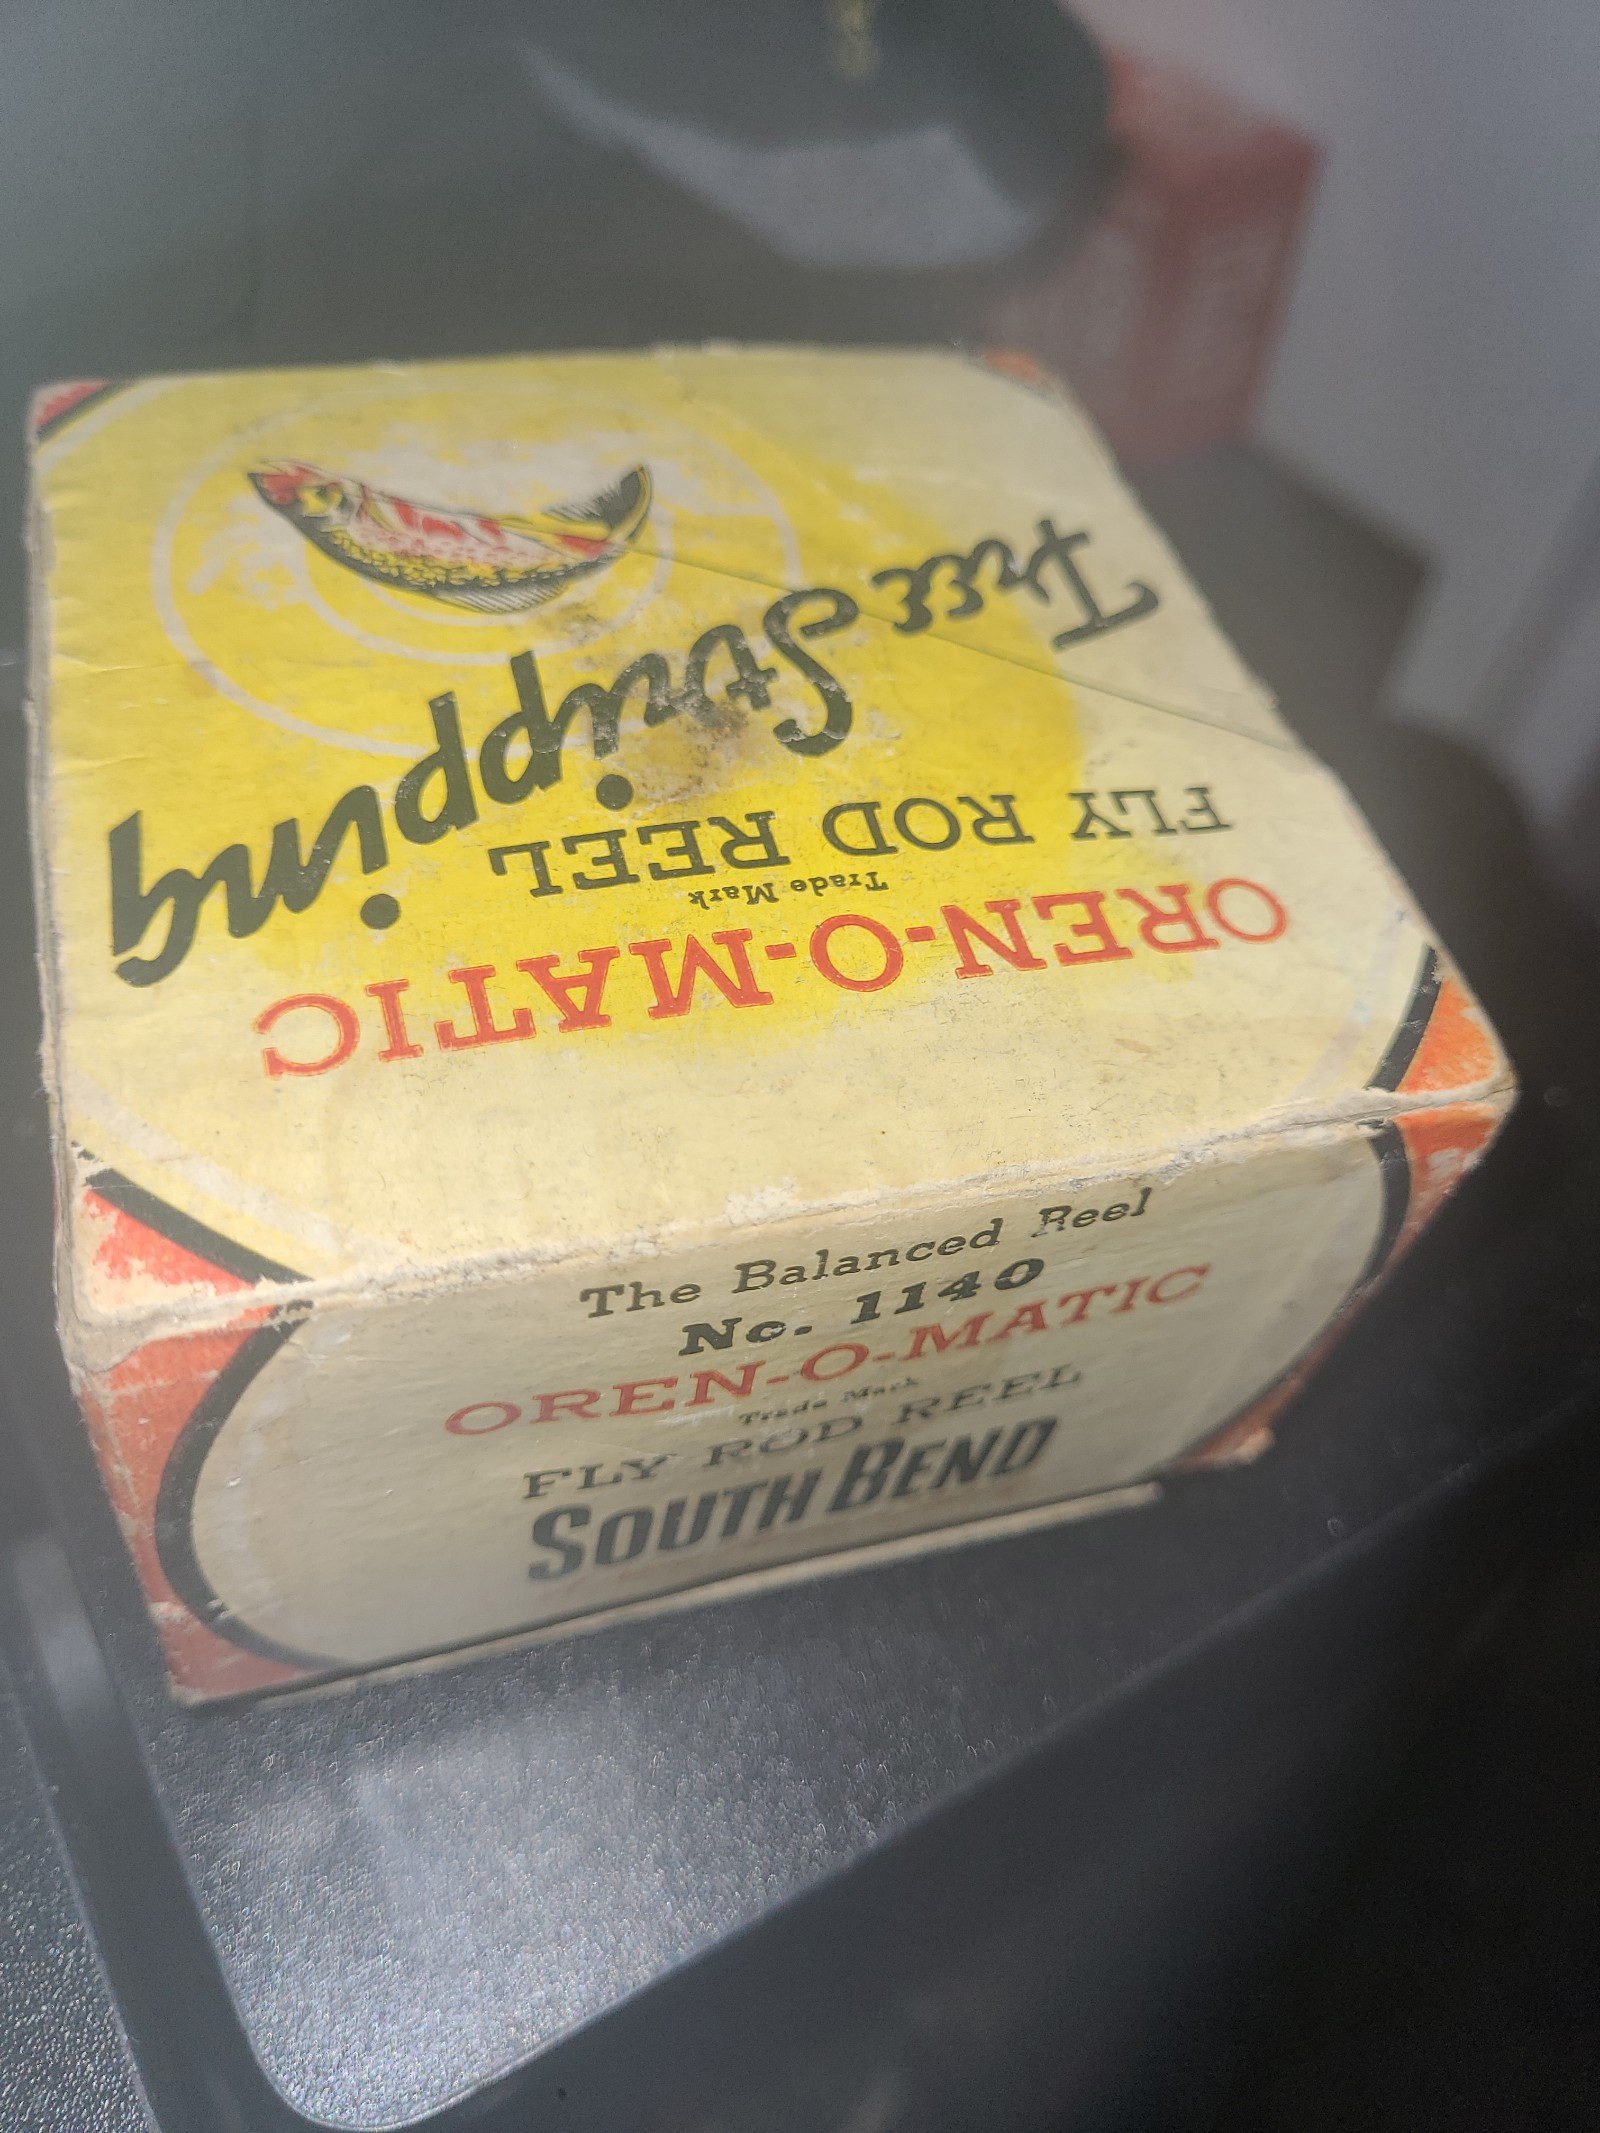 OREN-O-MATIC
Trade Mark
FLY ROD REEL
Free Stripping
The Balanced Reel
No. 1140
OREN-O-MATIC
Trade Mark
FLY ROD REEL
SOUTH BEND